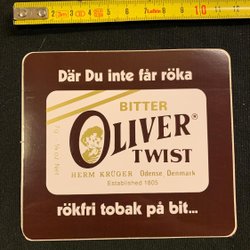 Där Du inte får röka
BITTER
OLIVER®
TWIST
HERM KRÜGER Odense, Denmark
Established 1805
rökfri tobak på bit...